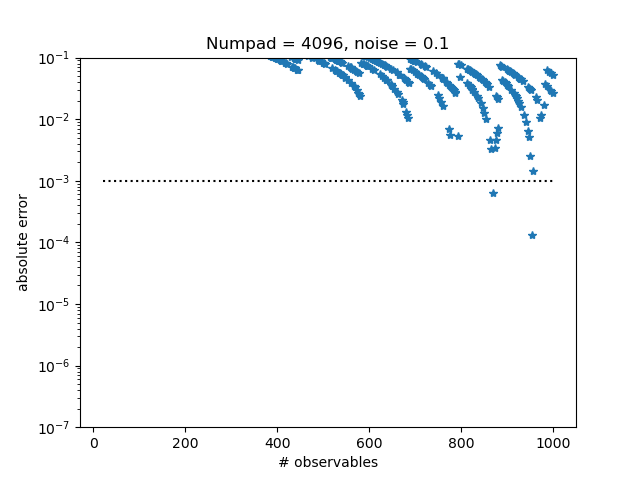 Numpad = 4096, noise = 0.1
absolute error
10⁻¹
10⁻²
10⁻³
10⁻⁴
10⁻⁵
10⁻⁶
10⁻⁷
0 200 400 600 800 1000
# observables